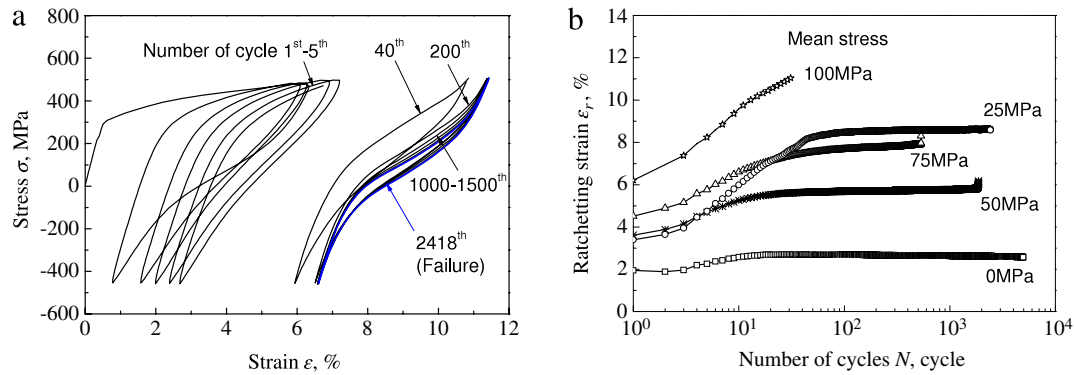 a
800
600
400
200
0
-200
-400
-600
0
2
4
6
8
10
12
Stress σ, MPa
Strain ε, %
Number of cycle 1st-5th
40th
200th
1000-1500th
2418th
(Failure)
b
14
12
10
8
6
4
2
0
10^0
10^1
10^2
10^3
10^4
Ratchetting strain εr, %
Number of cycles N, cycle
Mean stress
100MPa
25MPa
75MPa
50MPa
0MPa